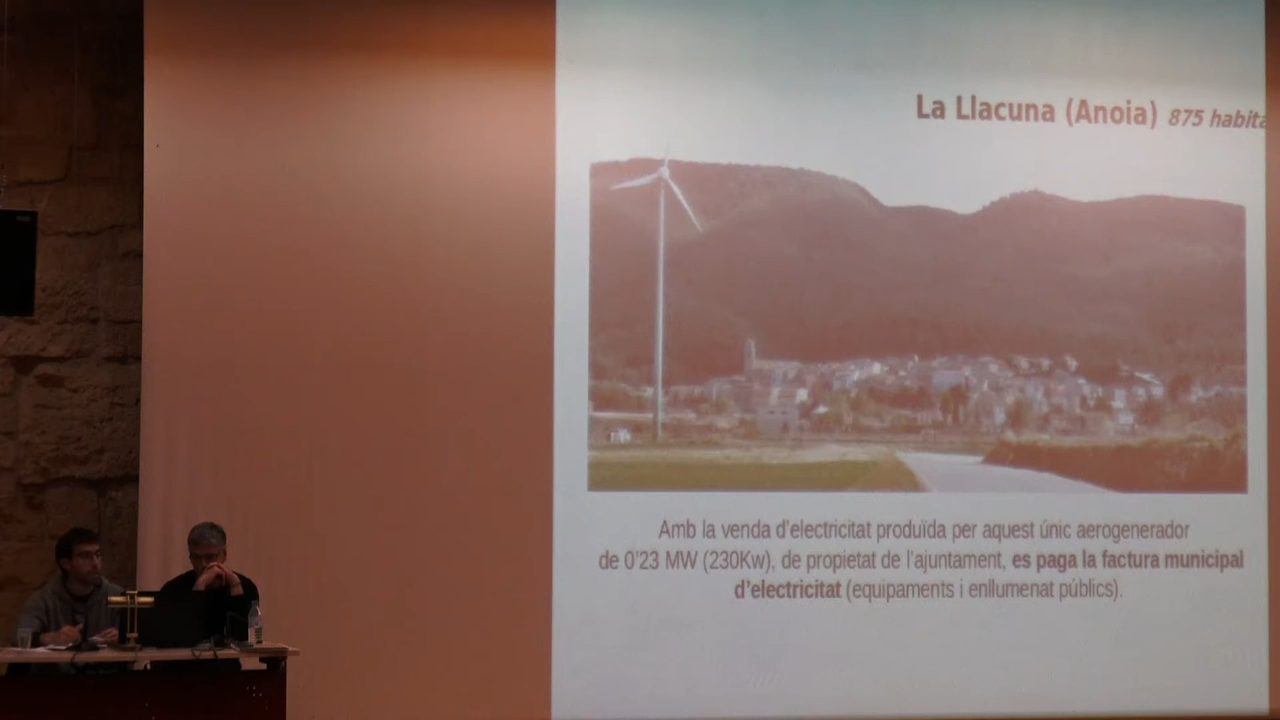 La Llacuna (Anoia) 875 habita
Amb la venda d'electricitat produïda per aquest únic aerogenerador
de 0'23 MW (230Kw), de propietat de l'ajuntament, es paga la factura municipal
d'electricitat (equipaments i enllumenat públics).